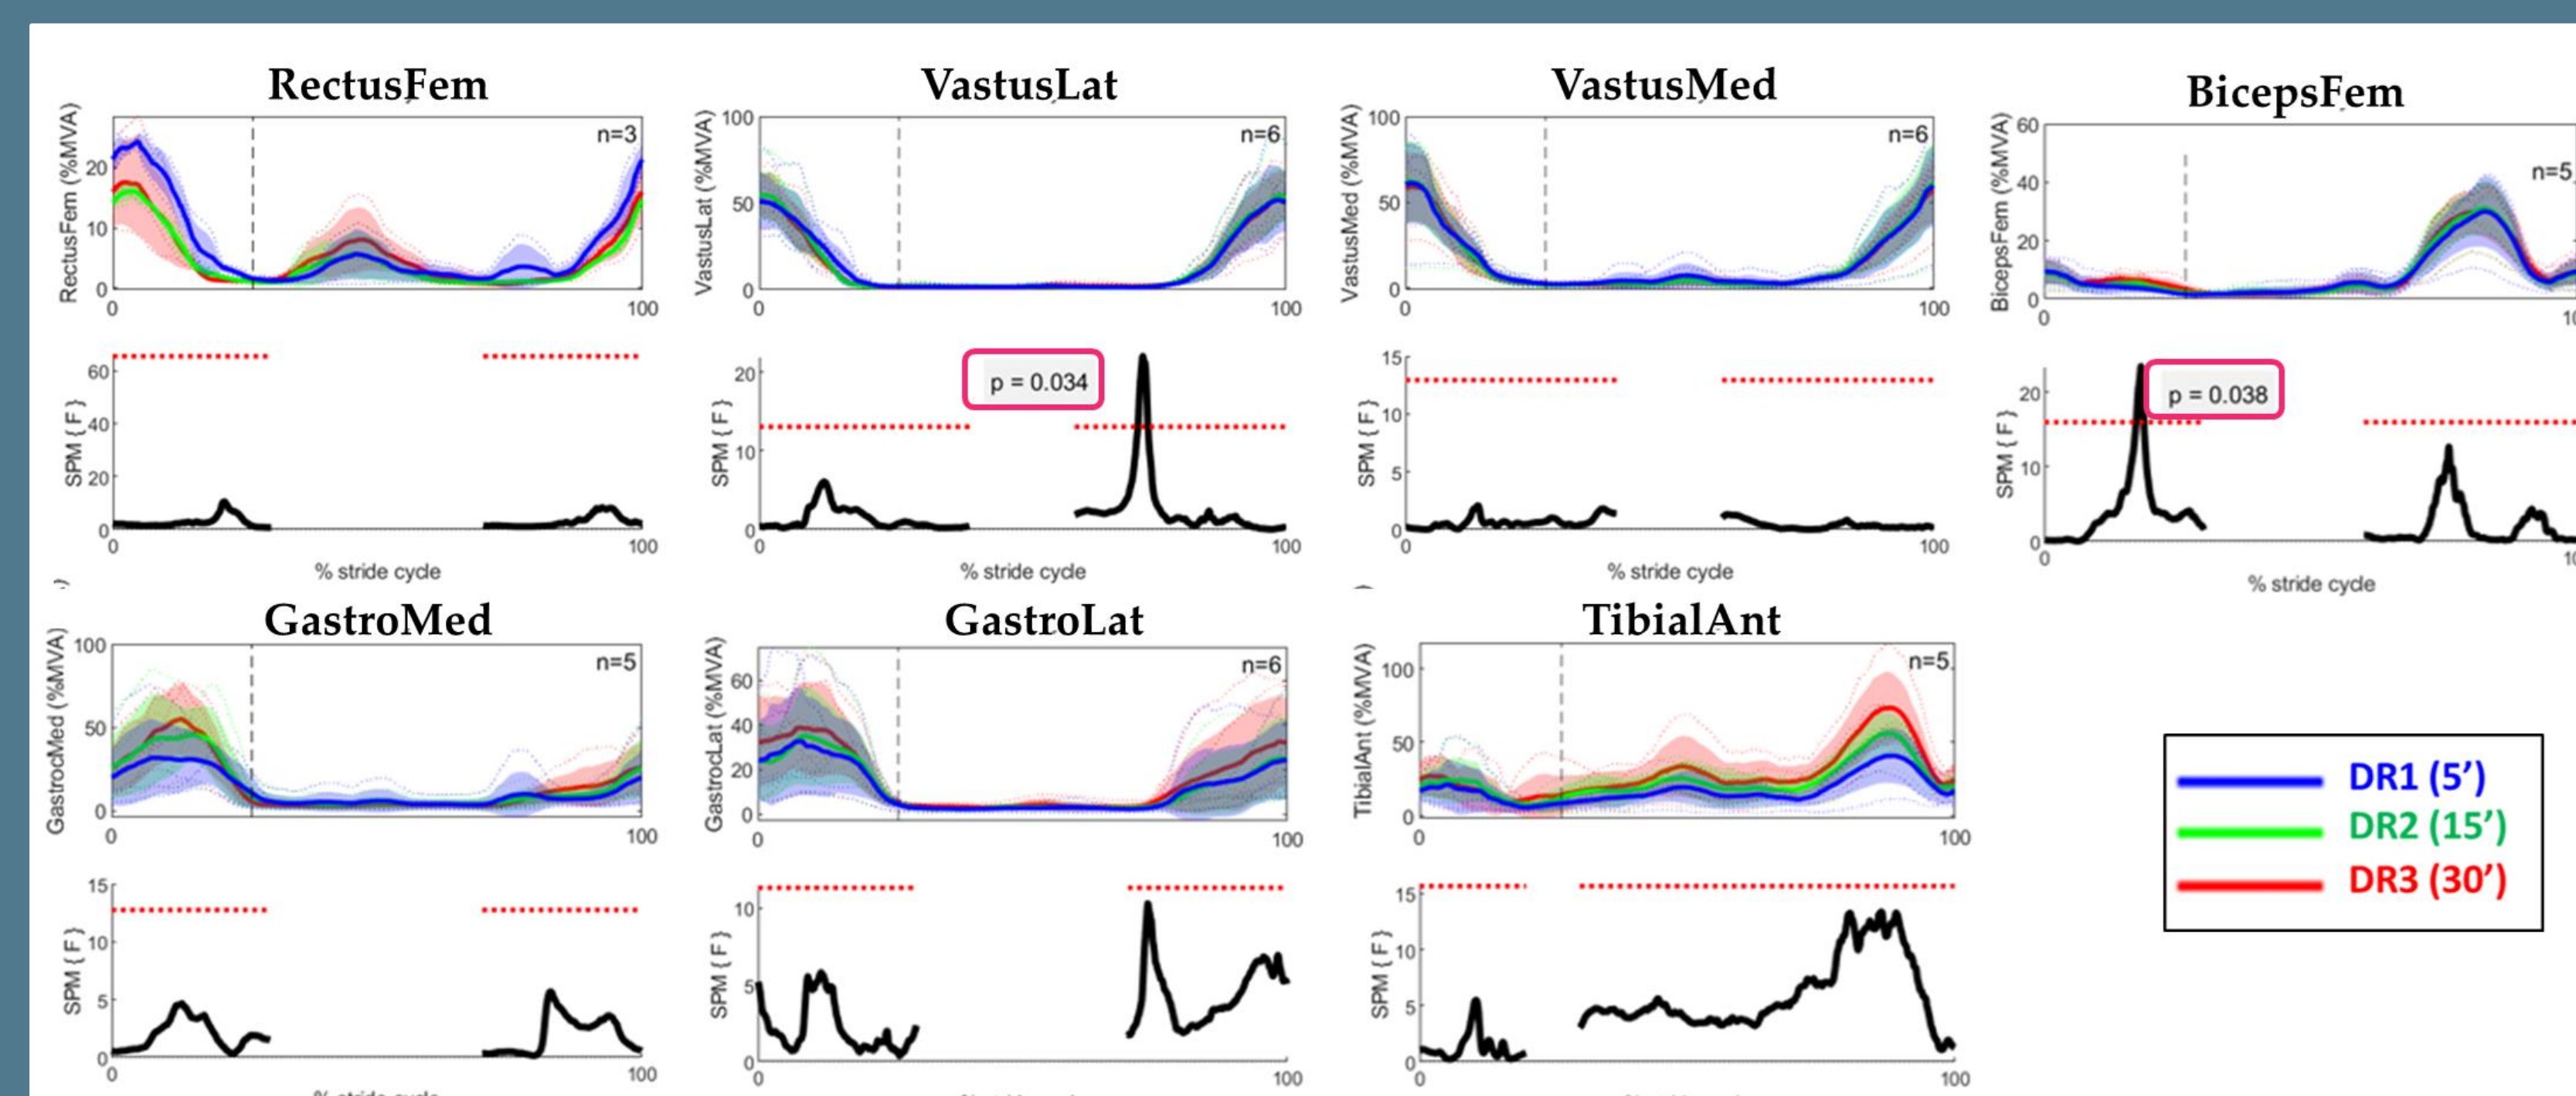 RectusFem
VastusLat
VastusMed
BicepsFem
RectusFem (%MVA)
20
10
0
n=3
0
100
VastusLat (%MVA)
100
50
0
n=6
0
100
VastusMed (%MVA)
100
50
0
n=6
0
100
BicepsFem (%MVA)
60
40
20
0
n=5
0
SPM { F }
60
40
20
0
0
100
% stride cycle
SPM { F }
20
10
0
p = 0.034
0
100
% stride cycle
SPM { F }
15
10
5
0
0
100
% stride cycle
SPM { F }
20
10
0
p = 0.038
0
% stride cycle
GastroMed
GastroLat
TibialAnt
GastrocMed (%MVA)
100
50
0
n=5
0
100
GastrocLat (%MVA)
60
40
20
0
n=6
0
100
TibialAnt (%MVA)
100
50
0
n=5
0
100
DR1 (5’)
DR2 (15’)
DR3 (30’)
SPM { F }
15
10
5
0
0
100
SPM { F }
10
5
0
0
100
SPM { F }
15
10
5
0
0
100